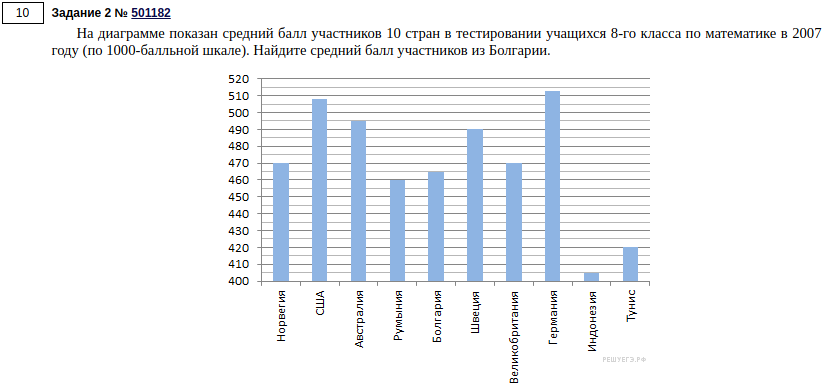 10
Задание 2 № 501182
На диаграмме показан средний балл участников 10 стран в тестировании учащихся 8-го класса по математике в 2007
году (по 1000-балльной шкале). Найдите средний балл участников из Болгарии.
520
510
500
490
480
470
460
450
440
430
420
410
400
Норвегия
США
Австралия
Румыния
Болгария
Швеция
Великобритания
Германия
Индонезия
Тунис
РЕШУЕГЭ.РФ